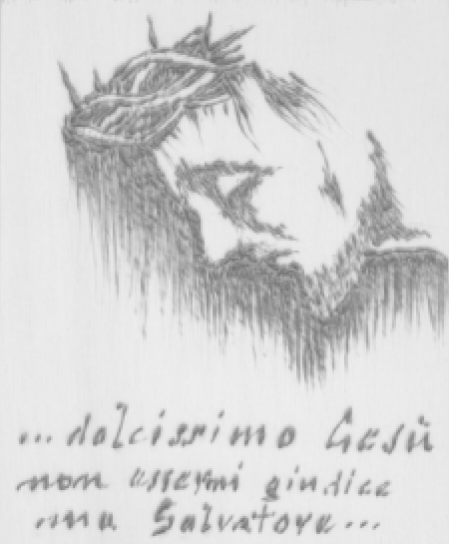 ...dolcissimo Gesù
non essermi giudice
ma Salvatore...